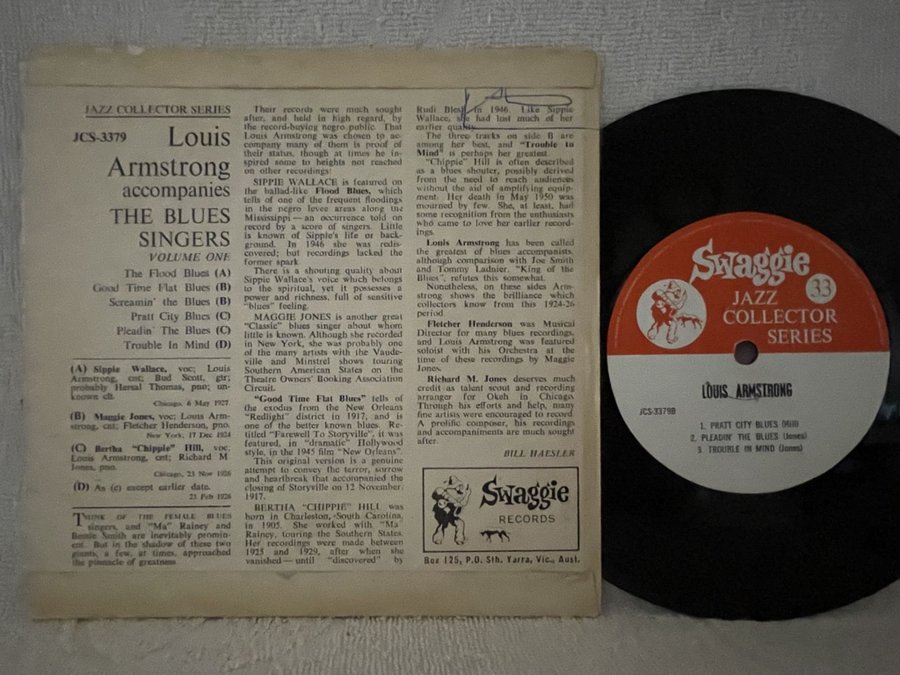 JAZZ COLLECTOR SERIES
JCS-3379
Louis
Armstrong
accompanies
THE BLUES
SINGERS
VOLUME ONE
The Flood Blues (A)
Good Time Flat Blues (B)
Screamin' the Blues (B)
Pratt City Blues (C)
Pleadin' The Blues (C)
Trouble In Mind (D)
(A) Sippie Wallace, voc; Louis
Armstrong, cnt; Bud Scott, gtr;
probably Hersal Thomas, pno; un-
known clt.
Chicago, 6 May 1927.
(B) Maggie Jones, voc; Louis Arm-
strong, cnt; Fletcher Henderson, pno.
New York, 17 Dec 1924
(C) Bertha "Chippie" Hill, voc;
Louis Armstrong, cnt; Richard M
Jones, pno.
Chicago, 23 Nov 1926
(D) As (c) except earlier date.
23 Feb 1926
THINK OF THE FEMALE BLUES
singers, and "Ma" Rainey and
Bessie Smith are inevitably promin-
ent. But in the shadow of these two
giants, a few, at times, approached
the pinnacle of greatness.
Their records were much sought
after, and held in high regard, by
the record-buying negro public. That
Louis Armstrong was chosen to ac-
company many of them is proof of
their status, though at times he in-
spired some to heights not reached
on other recordings!
SIPPIE WALLACE is featured on
the ballad-like Flood Blues, which
tells of one of the frequent floodings
in the negro levee areas along the
Mississippi — an occurrence told on
record by a score of singers. Little
is known of Sippie's life or back-
ground. In 1946 she was redis-
covered; but recordings lacked the
former spark.
There is a shouting quality about
Sippie Wallace's voice which belongs
to the spiritual, yet it possesses a
power and richness, full of sensitive
"blues" feeling.
MAGGIE JONES is another great
"Classic" blues singer about whom
little is known. Although she recorded
in New York, she was probably one
of the many artists with the Vaude-
ville and Minstrel shows touring
Southern American States on the
Theatre Owners' Booking Association
Circuit.
"Good Time Flat Blues" tells of
the exodus from the New Orleans
"Redlight" district in 1917, and is
one of the better known blues. Re-
titled "Farewell To Storyville", it was
featured, in "dramatic" Hollywood
style, in the 1945 film "New Orleans".
This original version is a genuine
attempt to convey the terror, sorrow
and heartbreak that accompanied the
closing of Storyville on 12 November,
1917.
BERTHA "CHIPPIE" HILL was
born in Charleston, South Carolina,
in 1905. She worked with "Ma"
Rainey, touring the Southern States.
Her recordings were made between
1925 and 1929, after when she
vanished — until "discovered" by
Rudi Blesh in 1946. Like Sippie
Wallace, she had lost much of her
earlier quality.
The three tracks on side B are
among her best, and "Trouble to
Mind" is perhaps her greatest.
"Chippie" Hill is often described
as a blues shouter, possibly derived
from the need to reach audiences
without the aid of amplifying equip-
ment. Her death in May 1950 was
mourned by few. She, at least, had
some recognition from the enthusiasts
who came to love her earlier record-
ings.
Louis Armstrong has been called
the greatest of blues accompanists,
although comparison with Joe Smith
and Tommy Ladnier, "King of the
Blues", refutes this somewhat.
Nonetheless, on these sides Arm-
strong shows the brilliance which
collectors know from this 1924-26
period.
Fletcher Henderson was Musical
Director for many blues recordings,
and Louis Armstrong was featured
soloist with his Orchestra at the
time of these recordings by Maggie
Jones.
Richard M. Jones deserves much
credit as talent scout and recording
arranger for Okeh in Chicago.
Through his efforts and help, many
fine artists were encouraged to record.
A prolific composer, his recordings
and accompaniments are much sought
after.
BILL HAESLER
Swaggie
RECORDS
Box 125, P.O. Sth. Yarra, Vic., Aust.
Swaggie
33
JAZZ
COLLECTOR
SERIES
LOUIS ARMSTRONG
JCS-3379B
1. PRATT CITY BLUES (Hill)
2. PLEADIN' THE BLUES (Jones)
3. TROUBLE IN MIND (Jones)